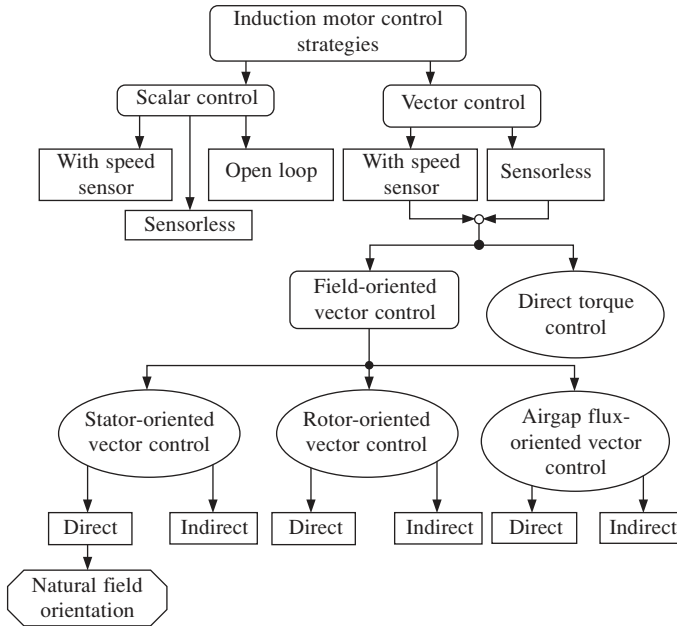 Induction motor control
strategies
Scalar control
Vector control
With speed
sensor
Open loop
With speed
sensor
Sensorless
Sensorless
Field-oriented
vector control
Direct torque
control
Stator-oriented
vector control
Rotor-oriented
vector control
Airgap flux-
oriented vector
control
Direct
Indirect
Direct
Indirect
Direct
Indirect
Natural field
orientation